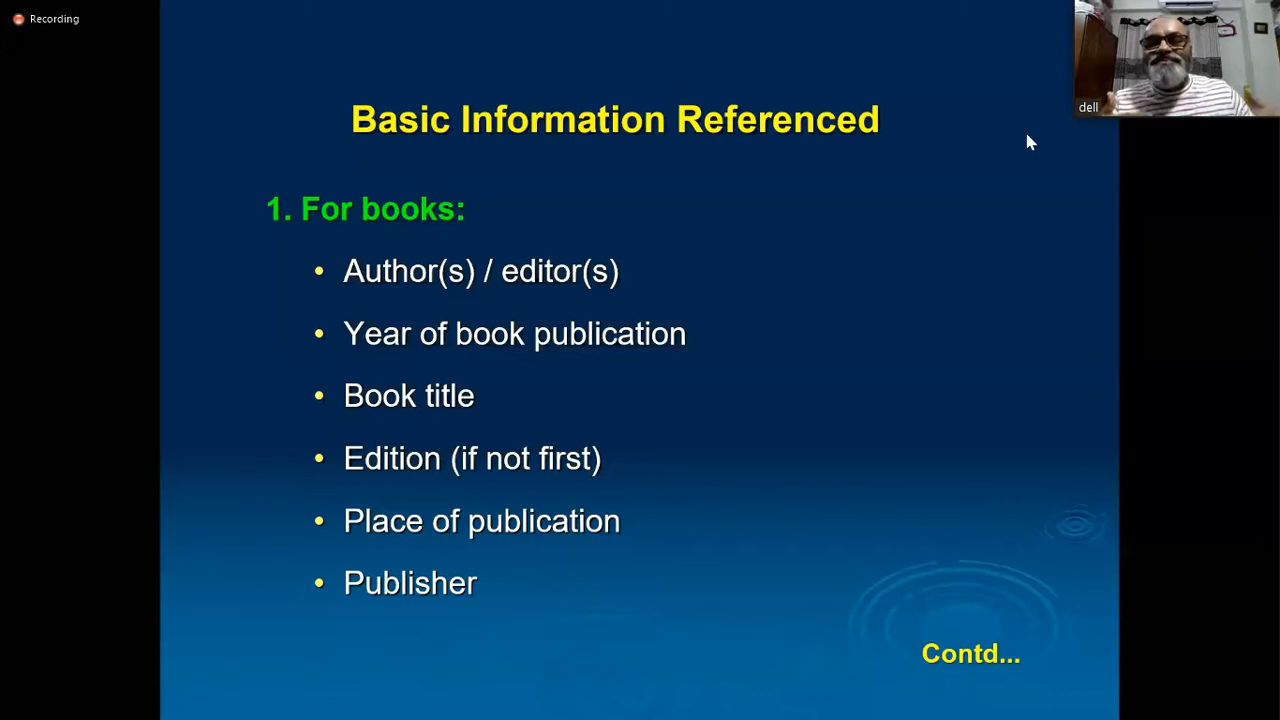 Recording
dell
Basic Information Referenced
1. For books:
• Author(s) / editor(s)
• Year of book publication
• Book title
• Edition (if not first)
• Place of publication
• Publisher
Contd...